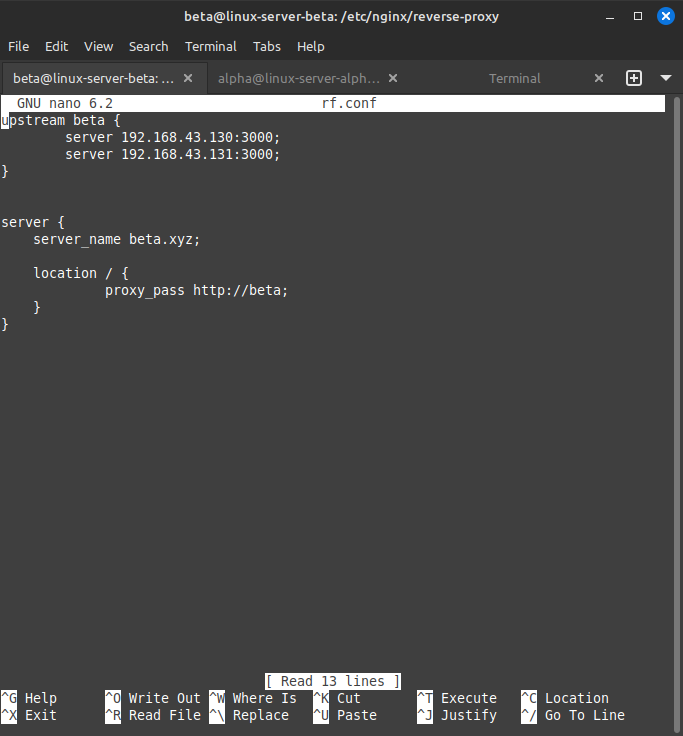 beta@linux-server-beta: /etc/nginx/reverse-proxy
File Edit View Search Terminal Tabs Help
beta@linux-server-beta: ... alpha@linux-server-alph... Terminal
GNU nano 6.2 rf.conf
upstream beta {
server 192.168.43.130:3000;
server 192.168.43.131:3000;
}
server {
server_name beta.xyz;
location / {
proxy_pass http://beta;
}
}
[ Read 13 lines ]
^G Help ^O Write Out ^W Where Is ^K Cut ^T Execute ^C Location
^X Exit ^R Read File ^\ Replace ^U Paste ^J Justify ^/ Go To Line